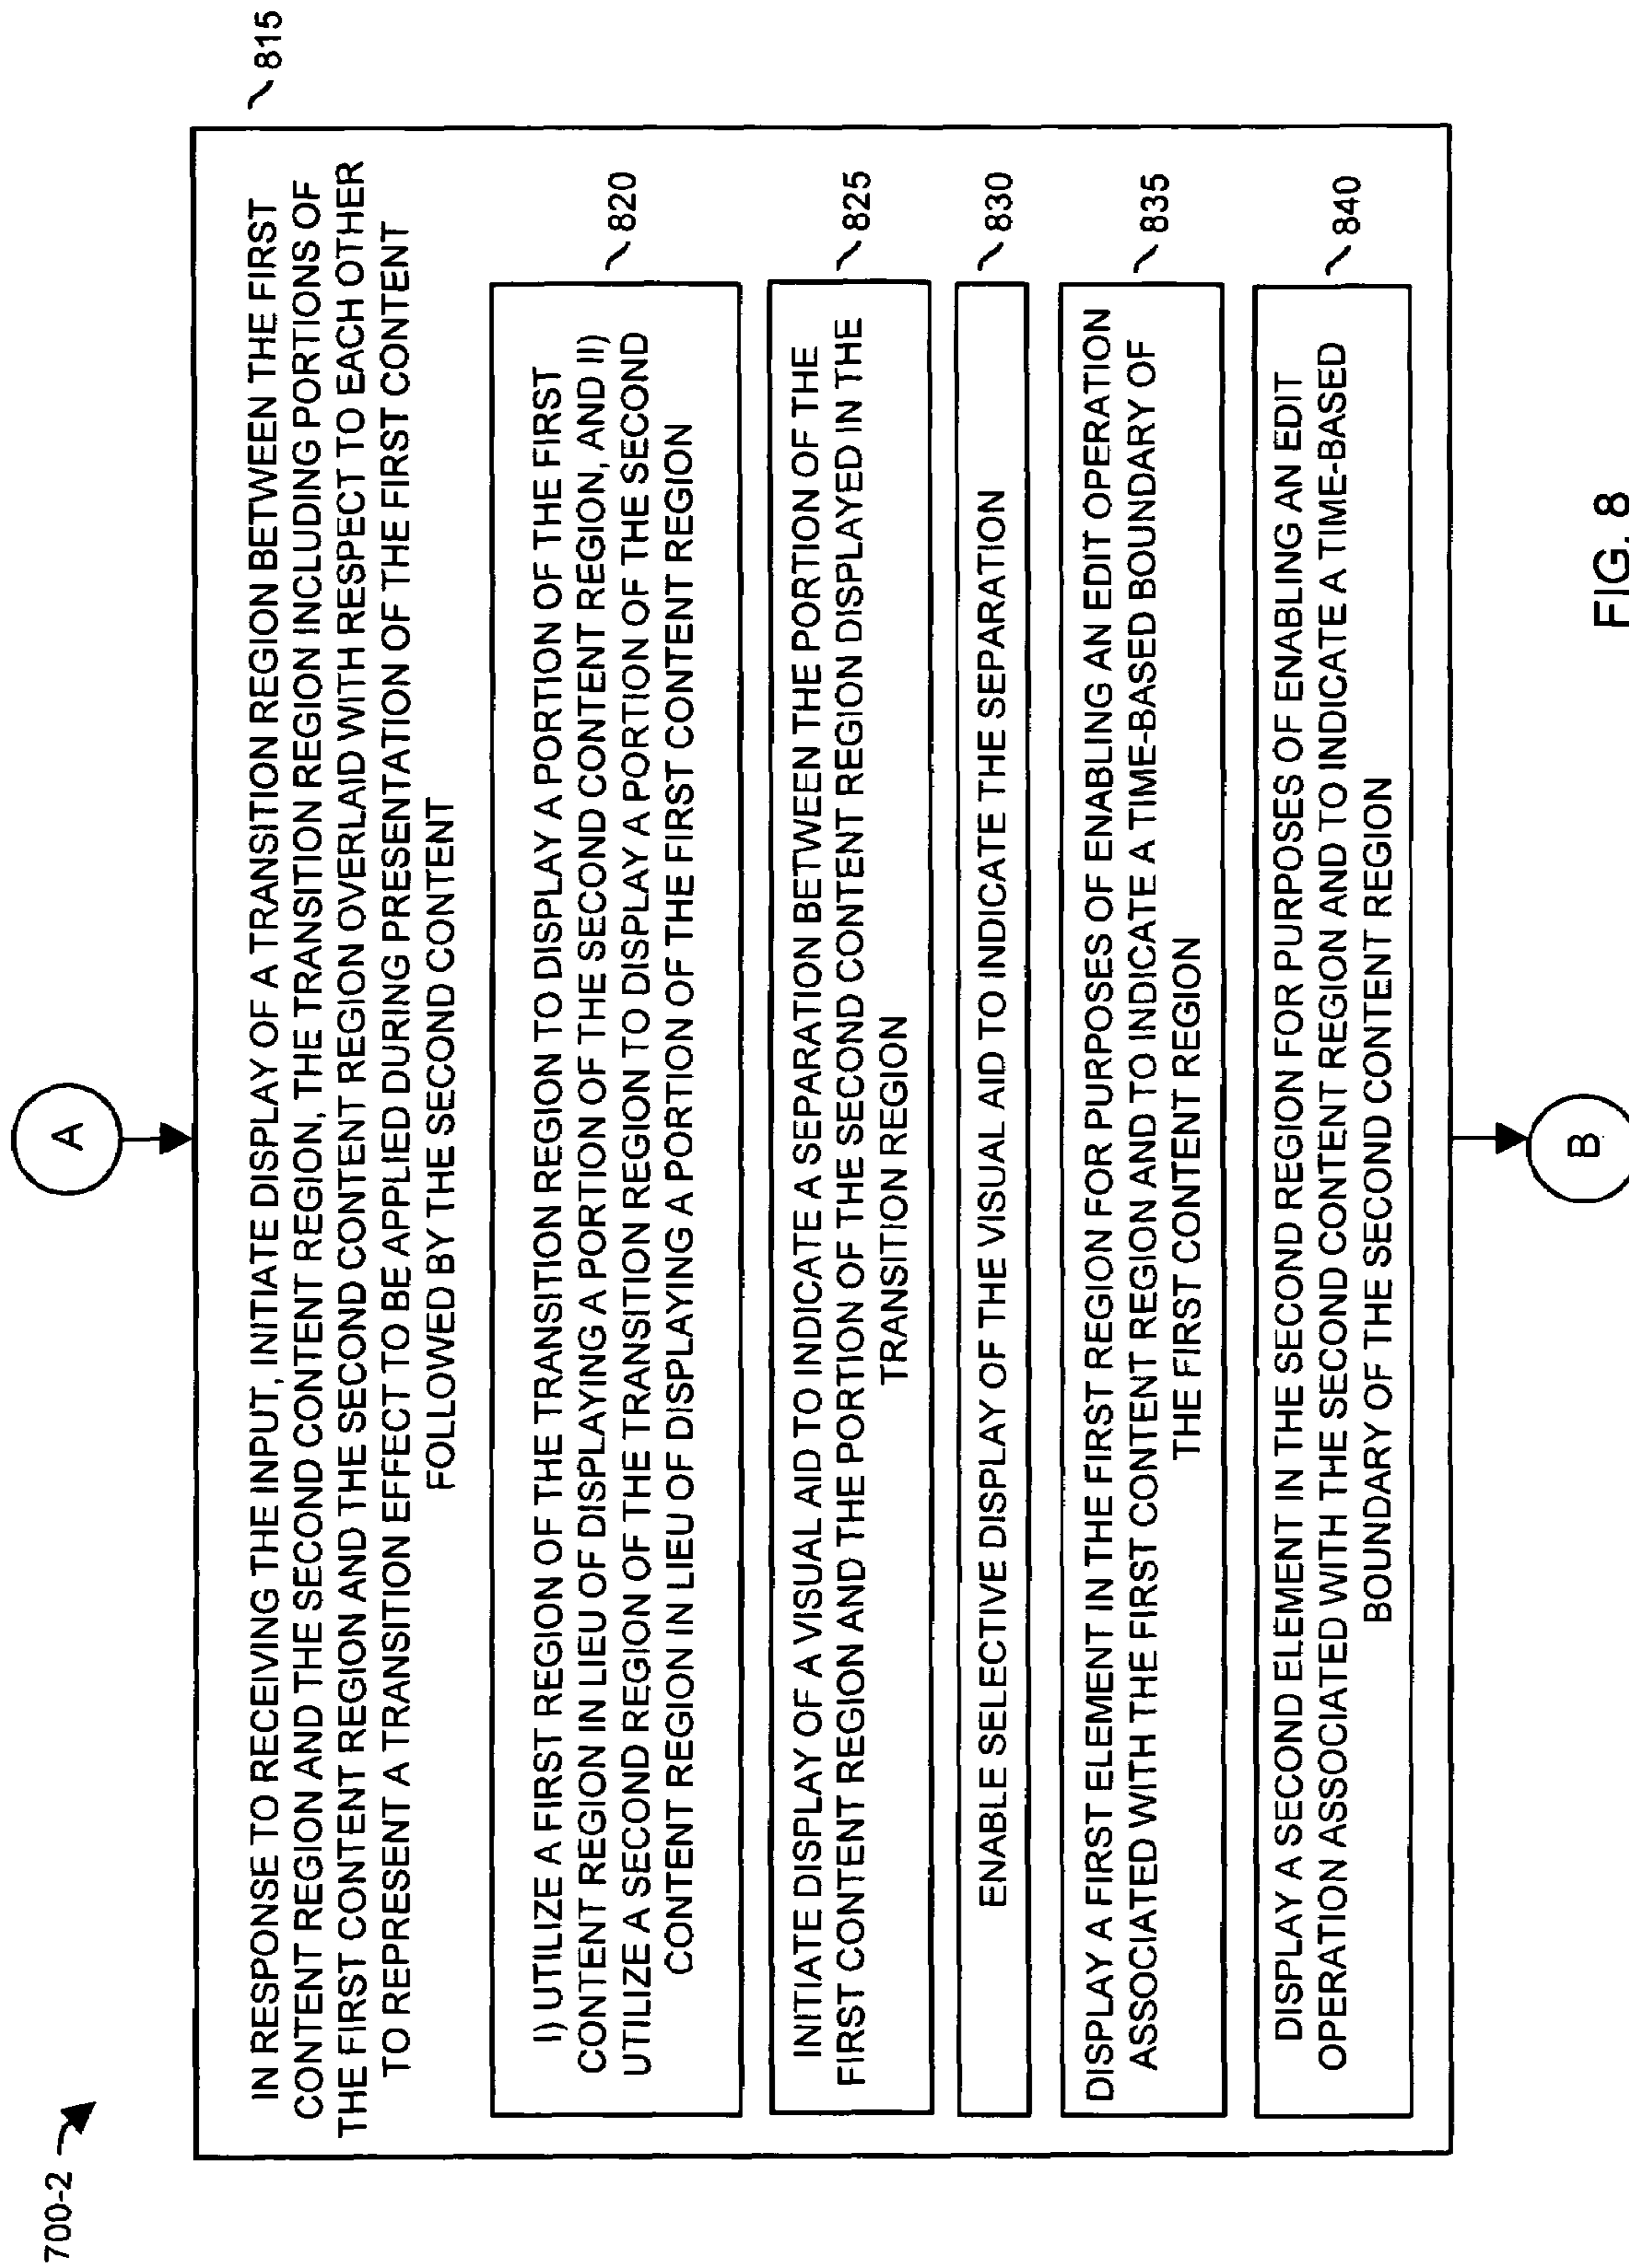 700-2
A
815
IN RESPONSE TO RECEIVING THE INPUT, INITIATE DISPLAY OF A TRANSITION REGION BETWEEN THE FIRST
CONTENT REGION AND THE SECOND CONTENT REGION, THE TRANSITION REGION INCLUDING PORTIONS OF
THE FIRST CONTENT REGION AND THE SECOND CONTENT REGION OVERLAID WITH RESPECT TO EACH OTHER
TO REPRESENT A TRANSITION EFFECT TO BE APPLIED DURING PRESENTATION OF THE FIRST CONTENT
FOLLOWED BY THE SECOND CONTENT
I) UTILIZE A FIRST REGION OF THE TRANSITION REGION TO DISPLAY A PORTION OF THE FIRST
CONTENT REGION IN LIEU OF DISPLAYING A PORTION OF THE SECOND CONTENT REGION, AND II)
UTILIZE A SECOND REGION OF THE TRANSITION REGION TO DISPLAY A PORTION OF THE SECOND
CONTENT REGION IN LIEU OF DISPLAYING A PORTION OF THE FIRST CONTENT REGION
820
INITIATE DISPLAY OF A VISUAL AID TO INDICATE A SEPARATION BETWEEN THE PORTION OF THE
FIRST CONTENT REGION AND THE PORTION OF THE SECOND CONTENT REGION DISPLAYED IN THE
TRANSITION REGION
825
ENABLE SELECTIVE DISPLAY OF THE VISUAL AID TO INDICATE THE SEPARATION
830
DISPLAY A FIRST ELEMENT IN THE FIRST REGION FOR PURPOSES OF ENABLING AN EDIT OPERATION
ASSOCIATED WITH THE FIRST CONTENT REGION AND TO INDICATE A TIME-BASED BOUNDARY OF
THE FIRST CONTENT REGION
835
DISPLAY A SECOND ELEMENT IN THE SECOND REGION FOR PURPOSES OF ENABLING AN EDIT
OPERATION ASSOCIATED WITH THE SECOND CONTENT REGION AND TO INDICATE A TIME-BASED
BOUNDARY OF THE SECOND CONTENT REGION
840
B
FIG. 8